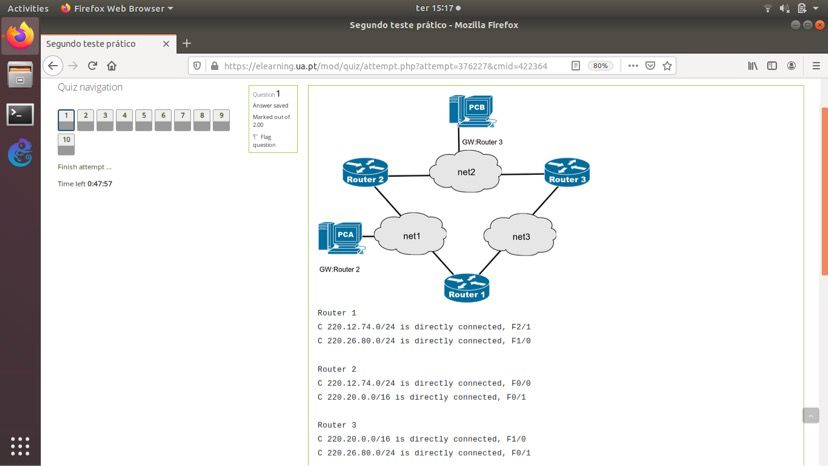 Activities Firefox Web Browser ter 15:17
Segundo teste prático - Mozilla Firefox
Segundo teste prático
https://elearning.ua.pt/mod/quiz/attempt.php?attempt=376227&cmid=422364 80%
Quiz navigation
1 2 3 4 5 6 7 8 9
10
Finish attempt ...
Time left 0:47:57
Question 1
Answer saved
Marked out of
2.00
Flag
question
PCB
GW:Router 3
net2
Router 2
Router 3
PCA
net1
net3
GW:Router 2
Router 1
Router 1
C 220.12.74.0/24 is directly connected, F2/1
C 220.26.80.0/24 is directly connected, F1/0
Router 2
C 220.12.74.0/24 is directly connected, F0/0
C 220.20.0.0/16 is directly connected, F0/1
Router 3
C 220.20.0.0/16 is directly connected, F1/0
C 220.26.80.0/24 is directly connected, F0/1